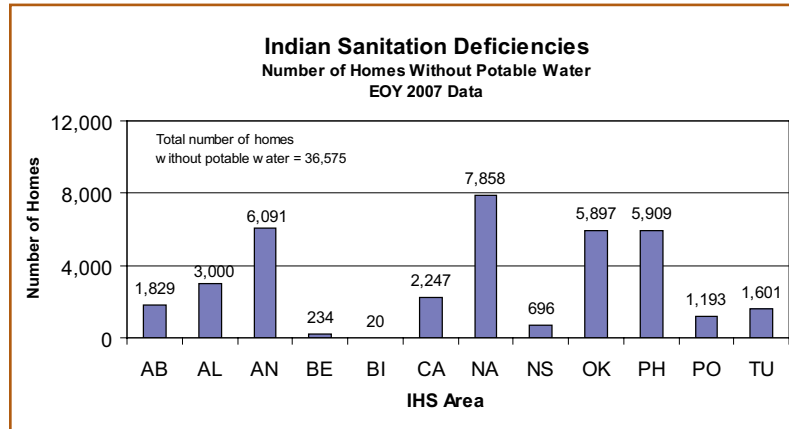 Indian Sanitation Deficiencies
Number of Homes Without Potable Water
EOY 2007 Data
Number of Homes
12,000
8,000
4,000
0
Total number of homes
without potable water = 36,575
1,829
3,000
6,091
234
20
2,247
7,858
696
5,897
5,909
1,193
1,601
AB AL AN BE BI CA NA NS OK PH PO TU
IHS Area